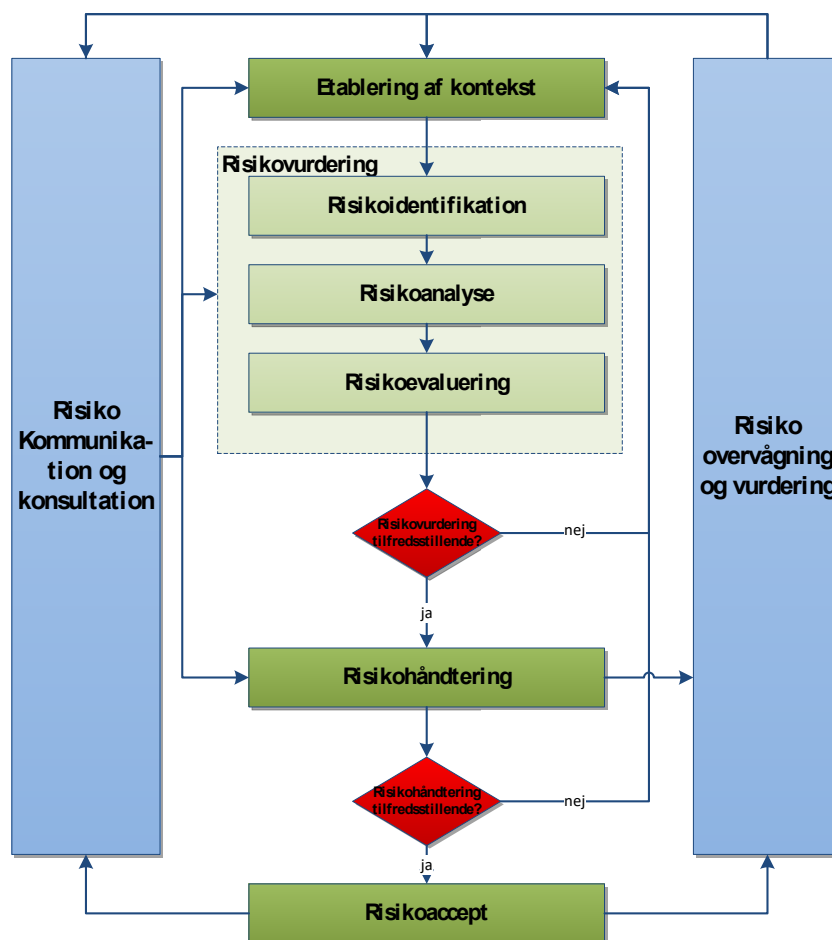 Etablering af kontekst
Risikovurdering
Risikoidentifikation
Risikoanalyse
Risikoevaluering
Risiko
Kommunika-
tion og
konsultation
Risiko
overvågning
og vurdering
Risikovurdering
tilfredsstillende?
nej
ja
Risikohåndtering
Risikohåndtering
tilfredsstillende?
nej
ja
Risikoaccept